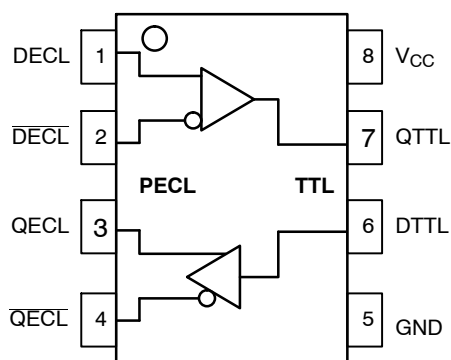 DECL 1 8 VCC
DECL 2 7 QTTL
PECL TTL
QECL 3 6 DTTL
QECL 4 5 GND